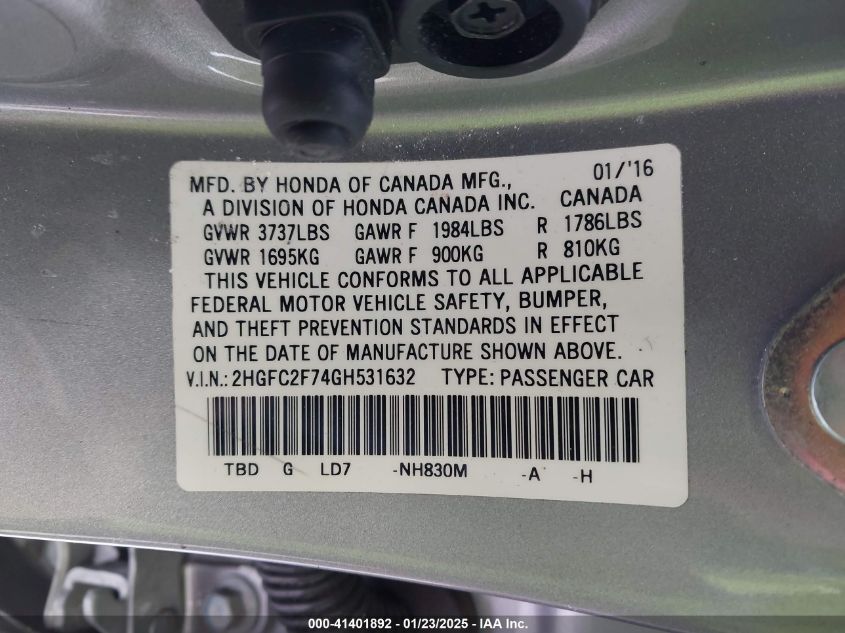 MFD. BY HONDA OF CANADA MFG., 01/'16
A DIVISION OF HONDA CANADA INC. CANADA
GVWR 3737LBS GAWR F 1984LBS R 1786LBS
GVWR 1695KG GAWR F 900KG R 810KG
THIS VEHICLE CONFORMS TO ALL APPLICABLE
FEDERAL MOTOR VEHICLE SAFETY, BUMPER,
AND THEFT PREVENTION STANDARDS IN EFFECT
ON THE DATE OF MANUFACTURE SHOWN ABOVE.
V.I.N.: 2HGFC2F74GH531632 TYPE: PASSENGER CAR
TBD G LD7 -NH830M -A -H
000-41401892 - 01/23/2025 - IAA Inc.